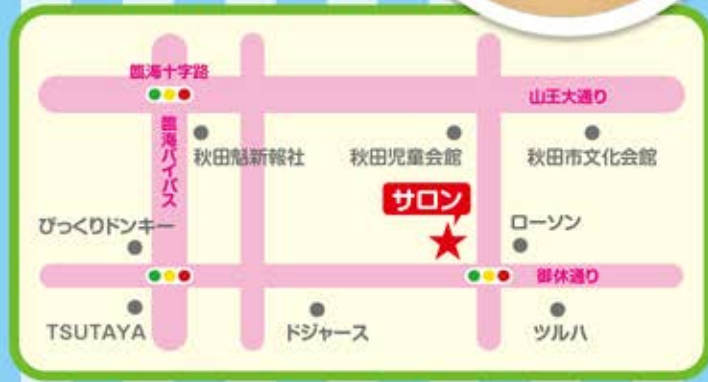 臨海十字路
山王大通り
臨海バイパス
秋田魁新報社
秋田児童会館
秋田市文化会館
サロン
びっくりドンキー
ローソン
御休通り
TSUTAYA
ドジャース
ツルハ